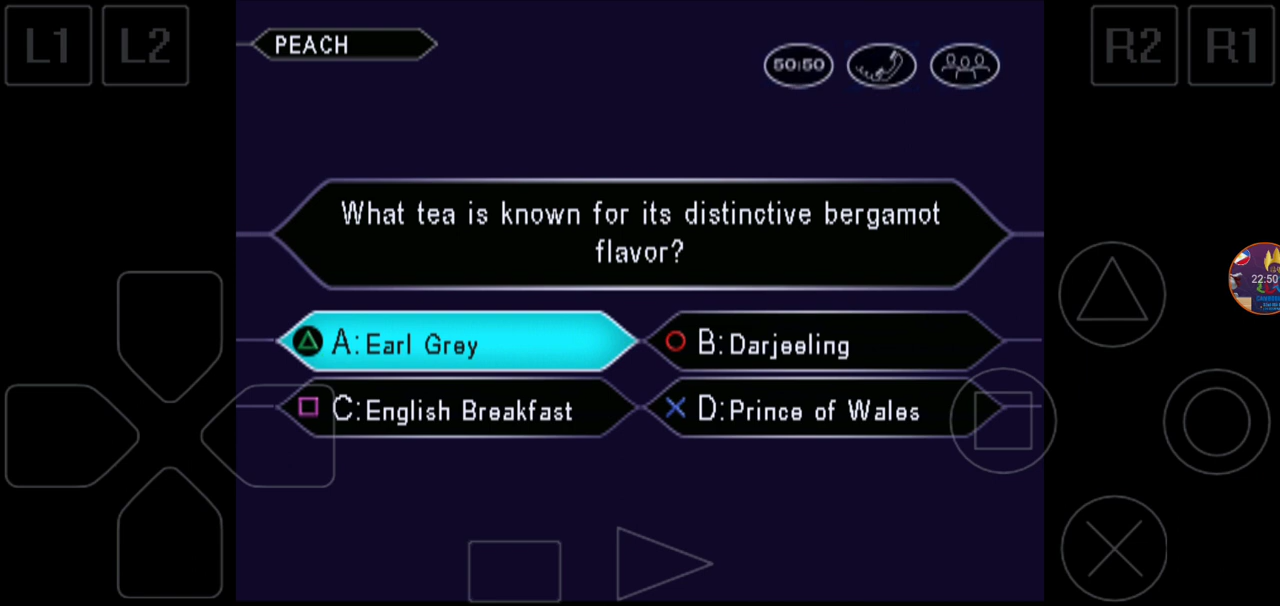 L1 L2
R2 R1
PEACH
50:50
What tea is known for its distinctive bergamot
flavor?
A: Earl Grey
B: Darjeeling
C: English Breakfast
D: Prince of Wales
22:50